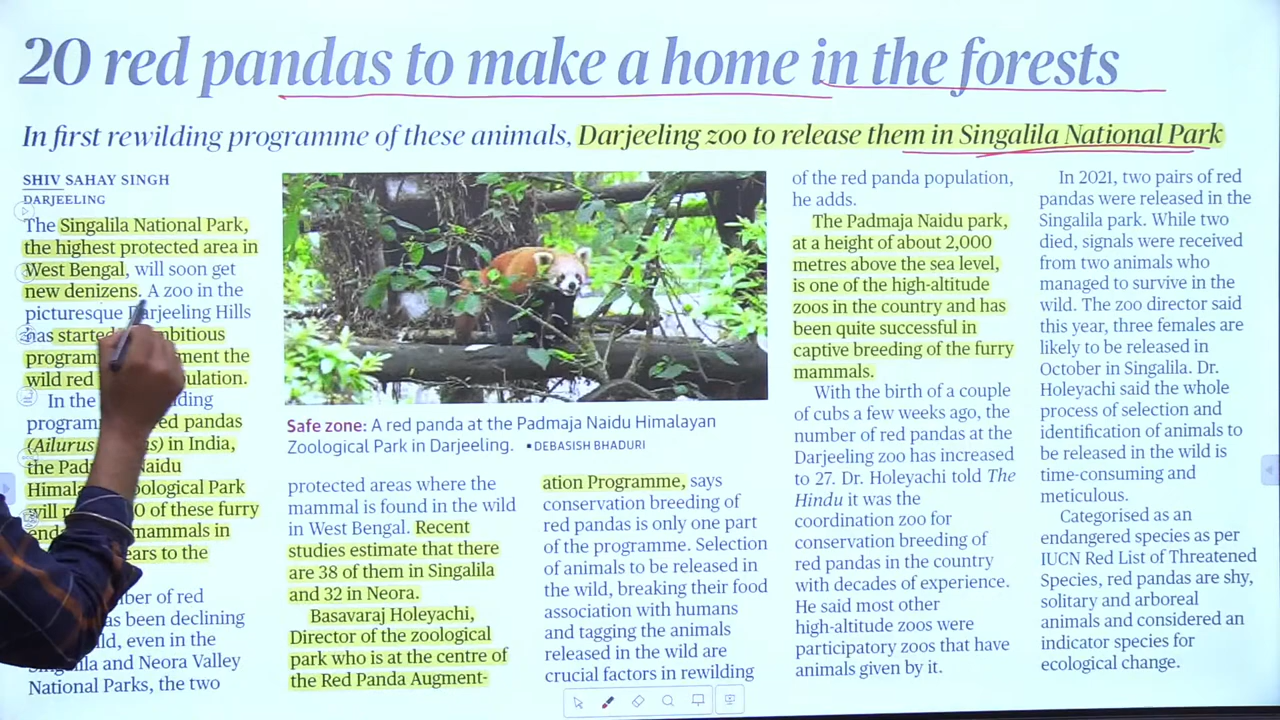 20 red pandas to make a home in the forests
In first rewilding programme of these animals, Darjeeling zoo to release them in Singalila National Park
SHIV SAHAY SINGH
DARJEELING
The Singalila National Park,
the highest protected area in
West Bengal, will soon get
new denizens. A zoo in the
picturesque Darjeeling Hills
has started ambitious
the
wild red
In the
red pandas
in India,
the Naidu
Park
of these furry
mammals in
to the
of red
has been declining
even in the
Singalila and Neora Valley
National Parks, the two
Safe zone: A red panda at the Padmaja Naidu Himalayan
Zoological Park in Darjeeling. ▪ DEBASISH BHADURI
protected areas where the
mammal is found in the wild
in West Bengal. Recent
studies estimate that there
are 38 of them in Singalila
and 32 in Neora.
Basavaraj Holeyachi,
Director of the zoological
park who is at the centre of
the Red Panda Augment-
ation Programme, says
conservation breeding of
red pandas is only one part
of the programme. Selection
of animals to be released in
the wild, breaking their food
association with humans
and tagging the animals
released in the wild are
crucial factors in rewilding
of the red panda population,
he adds.
The Padmaja Naidu park,
at a height of about 2,000
metres above the sea level,
is one of the high-altitude
zoos in the country and has
been quite successful in
captive breeding of the furry
mammals.
With the birth of a couple
of cubs a few weeks ago, the
number of red pandas at the
Darjeeling zoo has increased
to 27. Dr. Holeyachi told The
Hindu it was the
coordination zoo for
conservation breeding of
red pandas in the country
with decades of experience.
He said most other
high-altitude zoos were
participatory zoos that have
animals given by it.
In 2021, two pairs of red
pandas were released in the
Singalila park. While two
died, signals were received
from two animals who
managed to survive in the
wild. The zoo director said
this year, three females are
likely to be released in
October in Singalila. Dr.
Holeyachi said the whole
process of selection and
identification of animals to
be released in the wild is
time-consuming and
meticulous.
Categorised as an
endangered species as per
IUCN Red List of Threatened
Species, red pandas are shy,
solitary and arboreal
animals and considered an
indicator species for
ecological change.